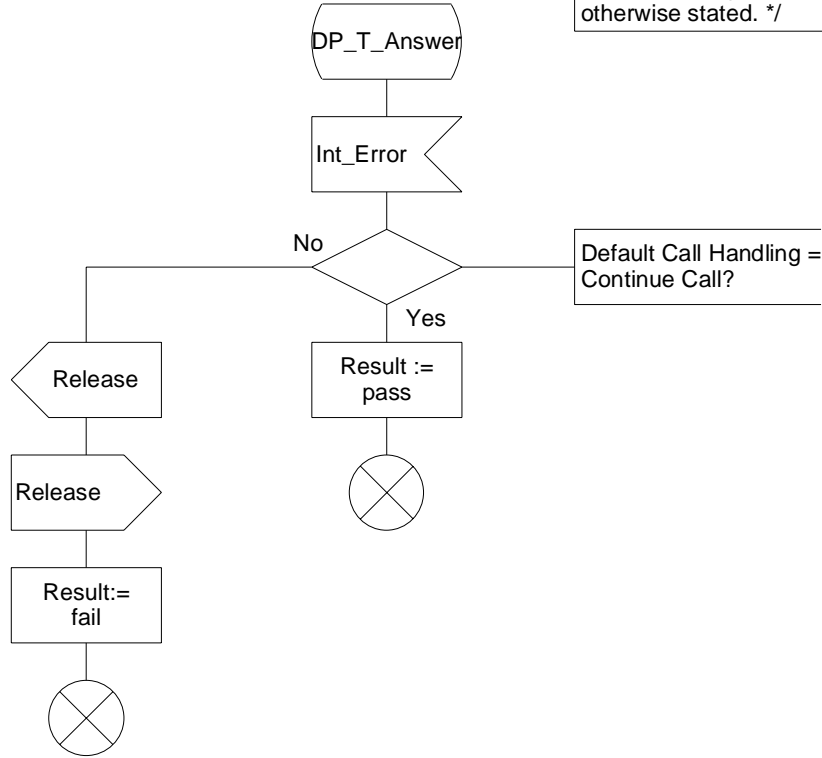 otherwise stated. */
DP_T_Answer
Int_Error
No
Default Call Handling =
Continue Call?
Yes
Release
Result :=
pass
Release
Result:=
fail